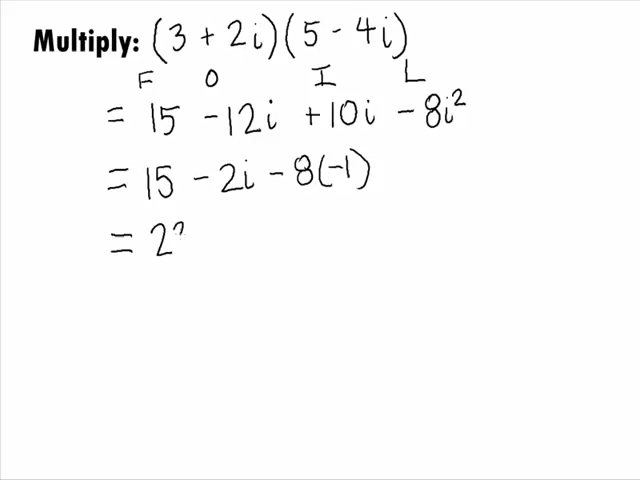 Multiply: (3 + 2i)(5 - 4i)
F O I L
= 15 - 12i + 10i - 8i²
= 15 - 2i - 8(-1)
= 2